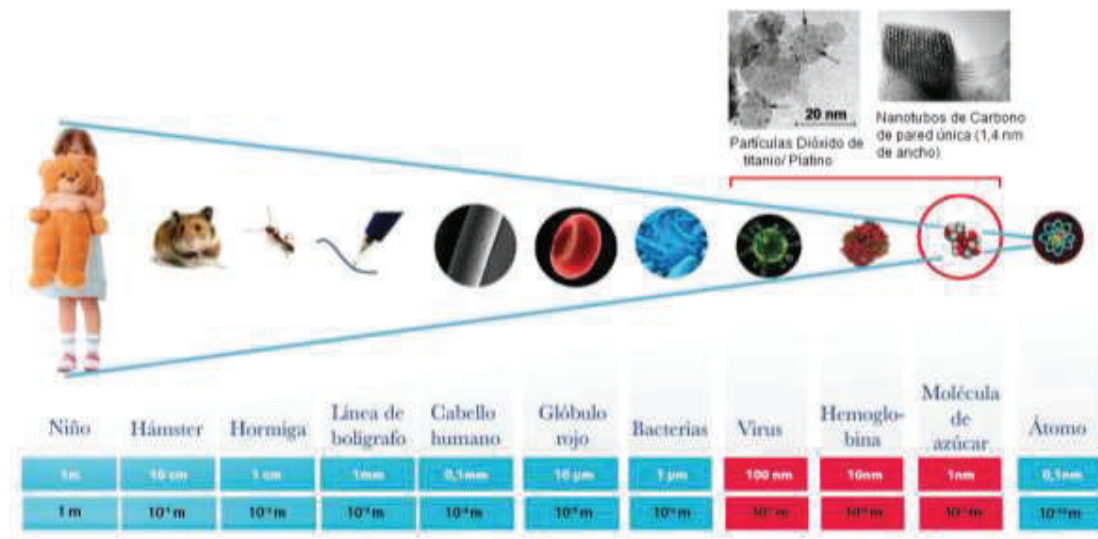 20 nm
Partículas Dióxido de
titanio/ Platino
Nanotubos de Carbono
de pared única (1,4 nm
de ancho)
Niño
Hámster
Hormiga
Línea de
bolígrafo
Cabello
humano
Glóbulo
rojo
Bacterias
Virus
Hemoglo-
bina
Molécula
de
azúcar
Átomo
1m
10 cm
1 cm
1mm
0,1mm
10 µm
1 µm
100 nm
10nm
1nm
0,1nm
1 m